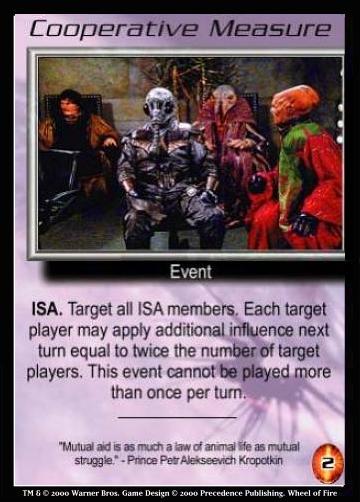 Cooperative Measure
Event
ISA. Target all ISA members. Each target
player may apply additional influence next
turn equal to twice the number of target
players. This event cannot be played more
than once per turn.
"Mutual aid is as much a law of animal life as mutual
struggle." - Prince Petr Alekseevich Kropotkin
2
TM & © 2000 Warner Bros. Game Design © 2000 Precedence Publishing. Wheel of Fire